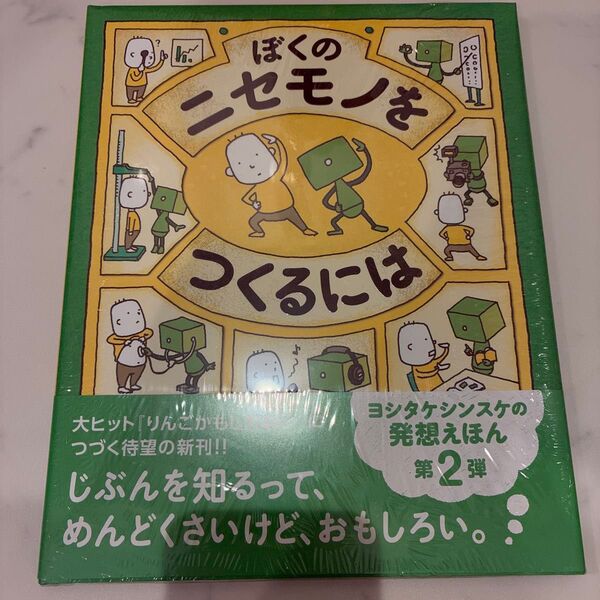 ぼくの
ニセモノを
つくるには
大ヒット『りんごかもしれない』に
つづく待望の新刊!!
じぶんを知るって、
めんどくさいけど、おもしろい。
ヨシタケシンスケの
発想えほん
第2弾